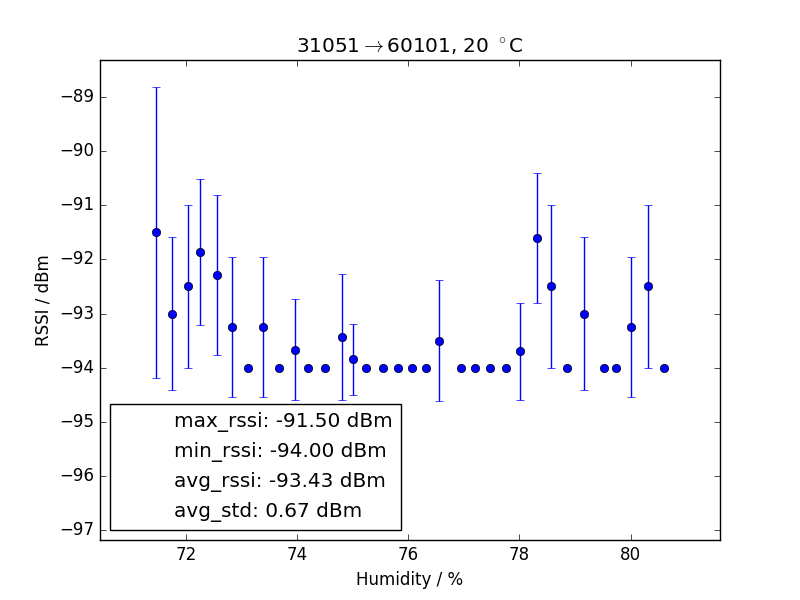 31051→60101, 20 °C
−89
−90
−91
−92
−93
−94
−95
−96
−97
RSSI / dBm
max_rssi: -91.50 dBm
min_rssi: -94.00 dBm
avg_rssi: -93.43 dBm
avg_std: 0.67 dBm
72 74 76 78 80
Humidity / %